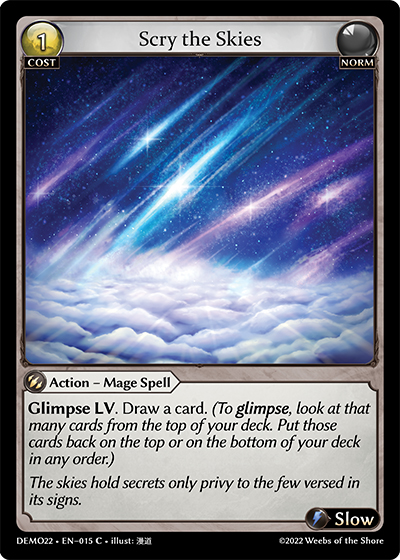 1
Scry the Skies
COST
NORM
Action – Mage Spell
Glimpse LV. Draw a card. (To glimpse, look at that
many cards from the top of your deck. Put those
cards back on the top or on the bottom of your deck
in any order.)
The skies hold secrets only privy to the few versed in
its signs.
Slow
DEMO22 • EN-015 C • illust: 漫道
©2022 Weebs of the Shore